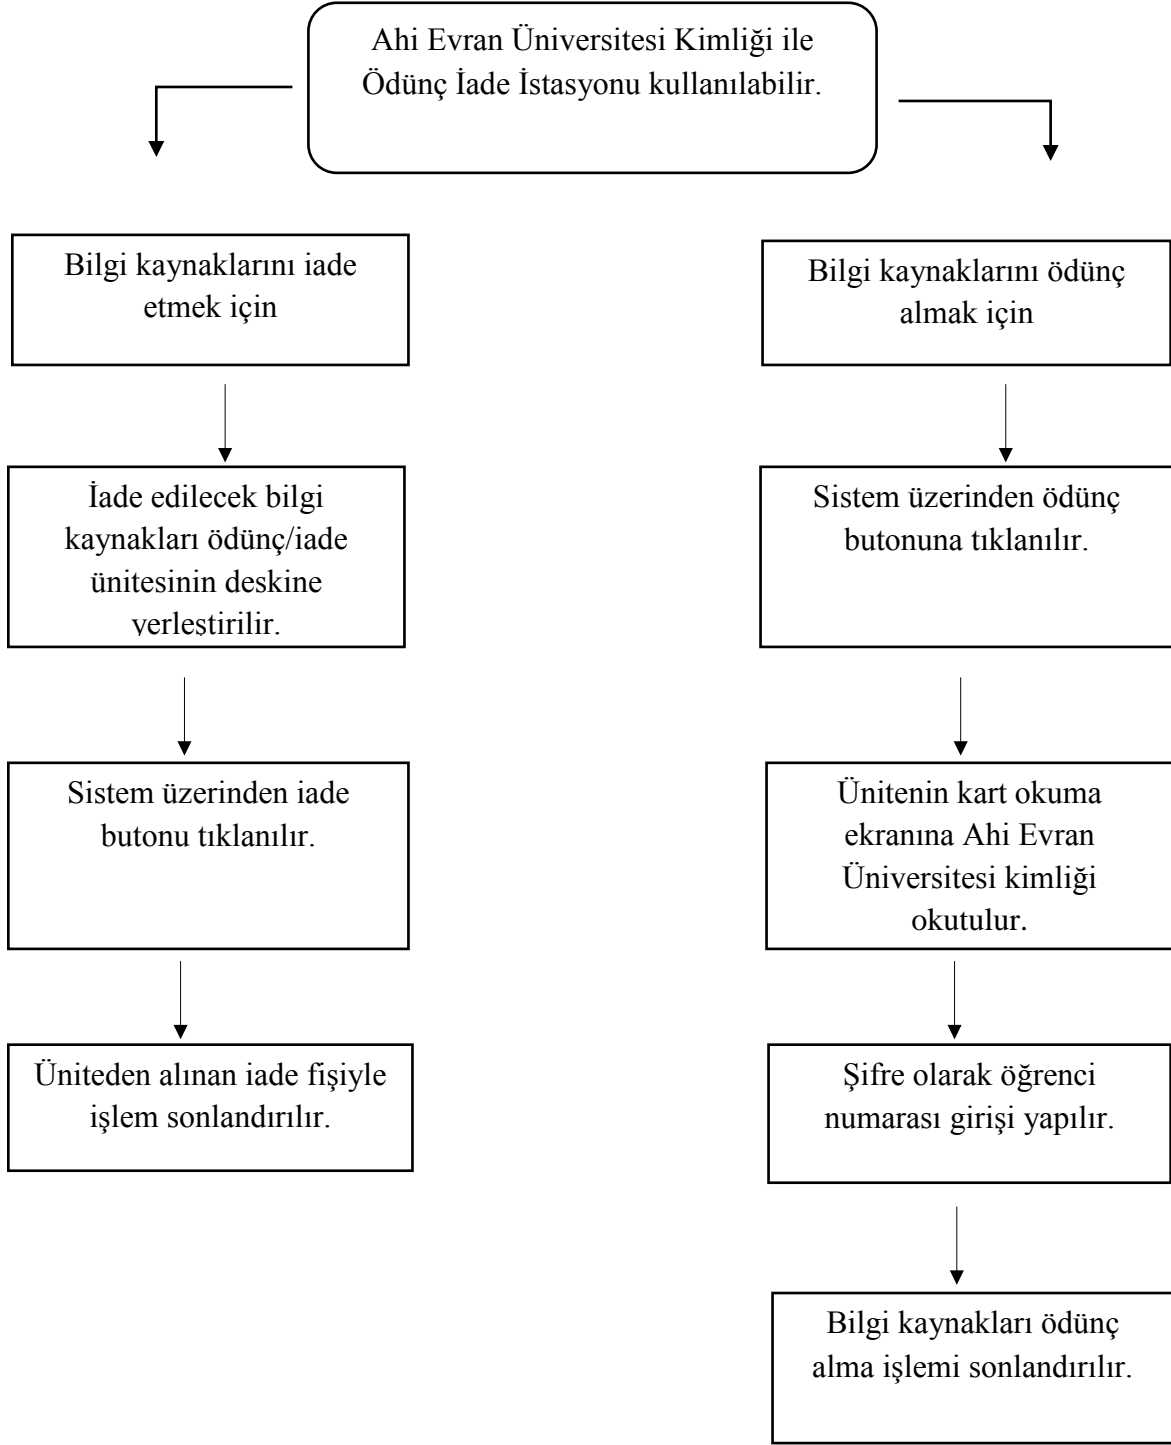 Ahi Evran Üniversitesi Kimliği ile
Ödünç İade İstasyonu kullanılabilir.
Bilgi kaynaklarını iade
etmek için
İade edilecek bilgi
kaynakları ödünç/iade
ünitesinin deskine
yerleştirilir.
Sistem üzerinden iade
butonu tıklanılır.
Üniteden alınan iade fişiyle
işlem sonlandırılır.
Bilgi kaynaklarını ödünç
almak için
Sistem üzerinden ödünç
butonuna tıklanılır.
Ünitenin kart okuma
ekranına Ahi Evran
Üniversitesi kimliği
okutulur.
Şifre olarak öğrenci
numarası girişi yapılır.
Bilgi kaynakları ödünç
alma işlemi sonlandırılır.